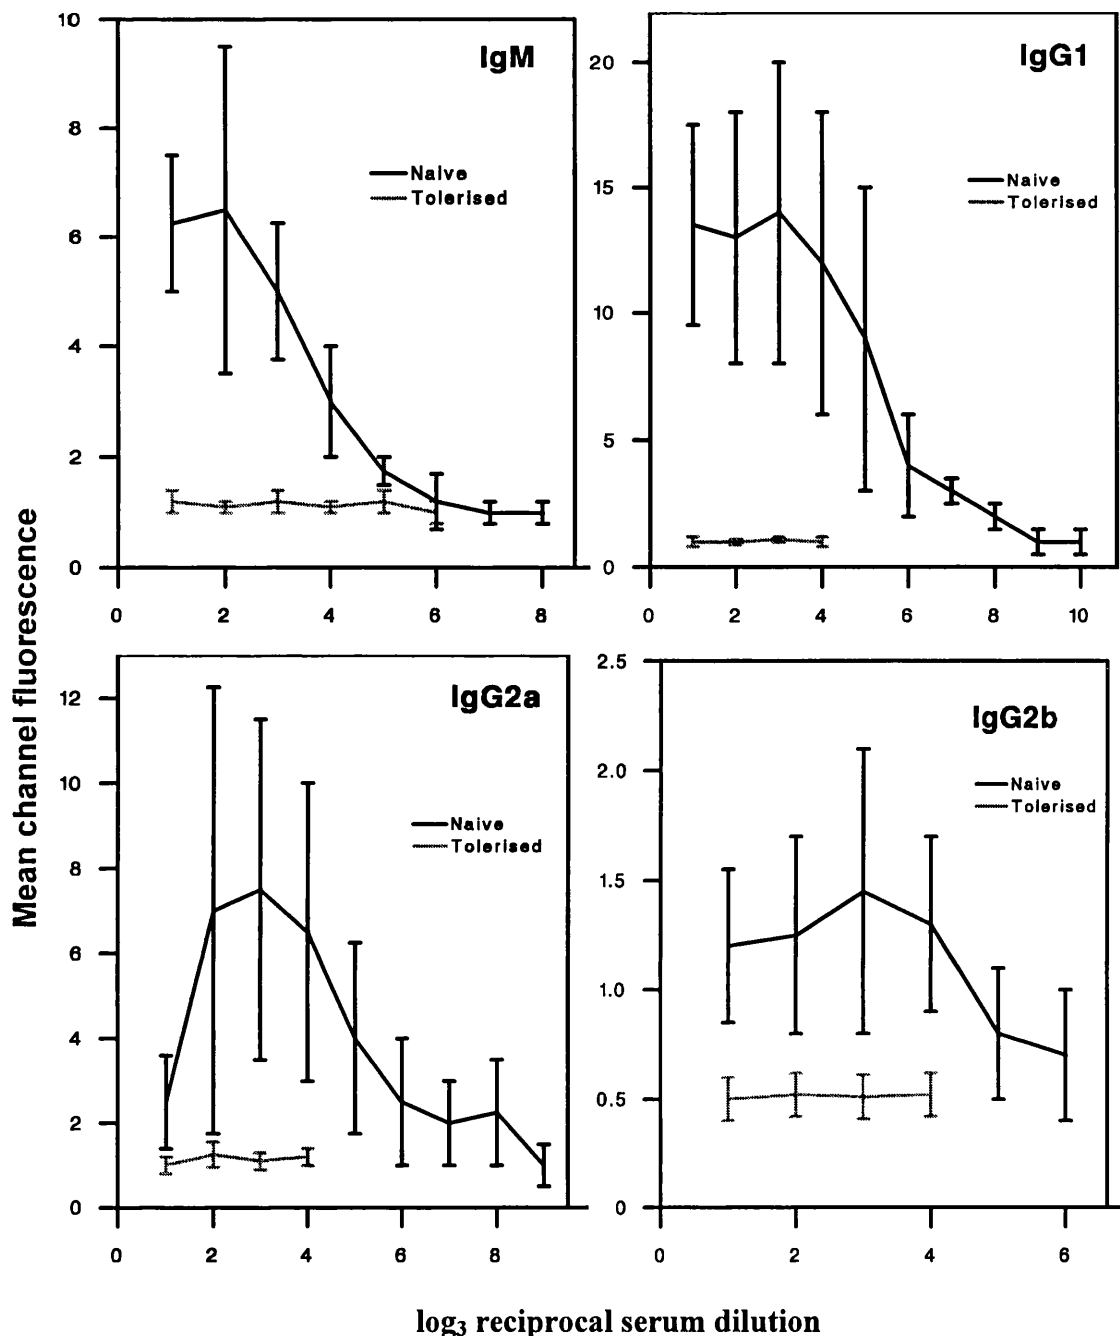 Mean channel fluorescence
IgM
10
8
6
4
2
0
Naive
Tolerised
0 2 4 6 8
IgG1
20
15
10
5
0
Naive
Tolerised
0 2 4 6 8 10
IgG2a
12
10
8
6
4
2
0
Naive
Tolerised
0 2 4 6 8
IgG2b
2.5
2.0
1.5
1.0
0.5
0
Naive
Tolerised
0 2 4 6
log₃ reciprocal serum dilution